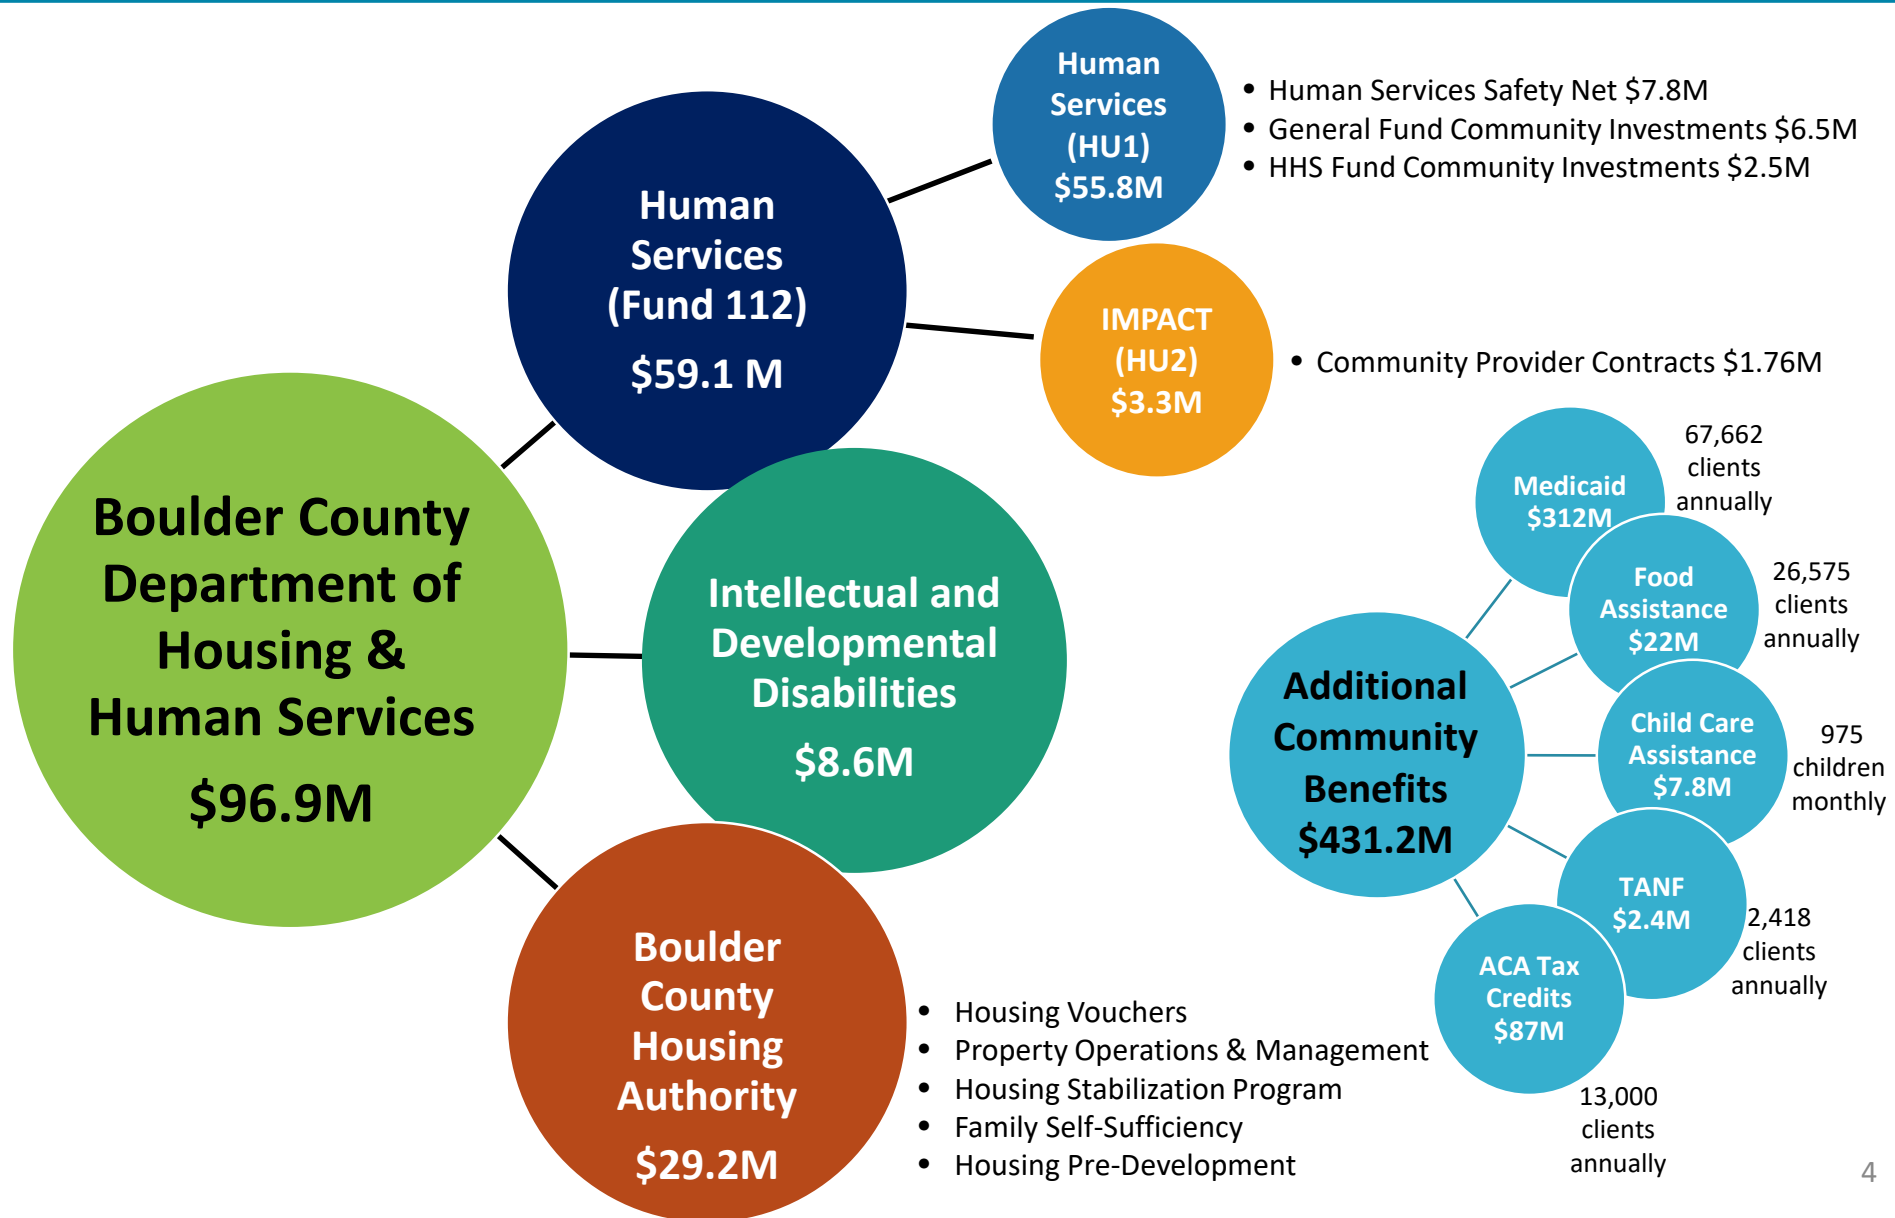 Boulder County
Department of
Housing &
Human Services
$96.9M
Human
Services
(Fund 112)
$59.1 M
Intellectual and
Developmental
Disabilities
$8.6M
Boulder
County
Housing
Authority
$29.2M
Human
Services
(HU1)
$55.8M
• Human Services Safety Net $7.8M
• General Fund Community Investments $6.5M
• HHS Fund Community Investments $2.5M
IMPACT
(HU2)
$3.3M
• Community Provider Contracts $1.76M
• Housing Vouchers
• Property Operations & Management
• Housing Stabilization Program
• Family Self-Sufficiency
• Housing Pre-Development
Additional
Community
Benefits
$431.2M
Medicaid
$312M
67,662
clients
annually
Food
Assistance
$22M
26,575
clients
annually
Child Care
Assistance
$7.8M
975
children
monthly
TANF
$2.4M
2,418
clients
annually
ACA Tax
Credits
$87M
13,000
clients
annually
4